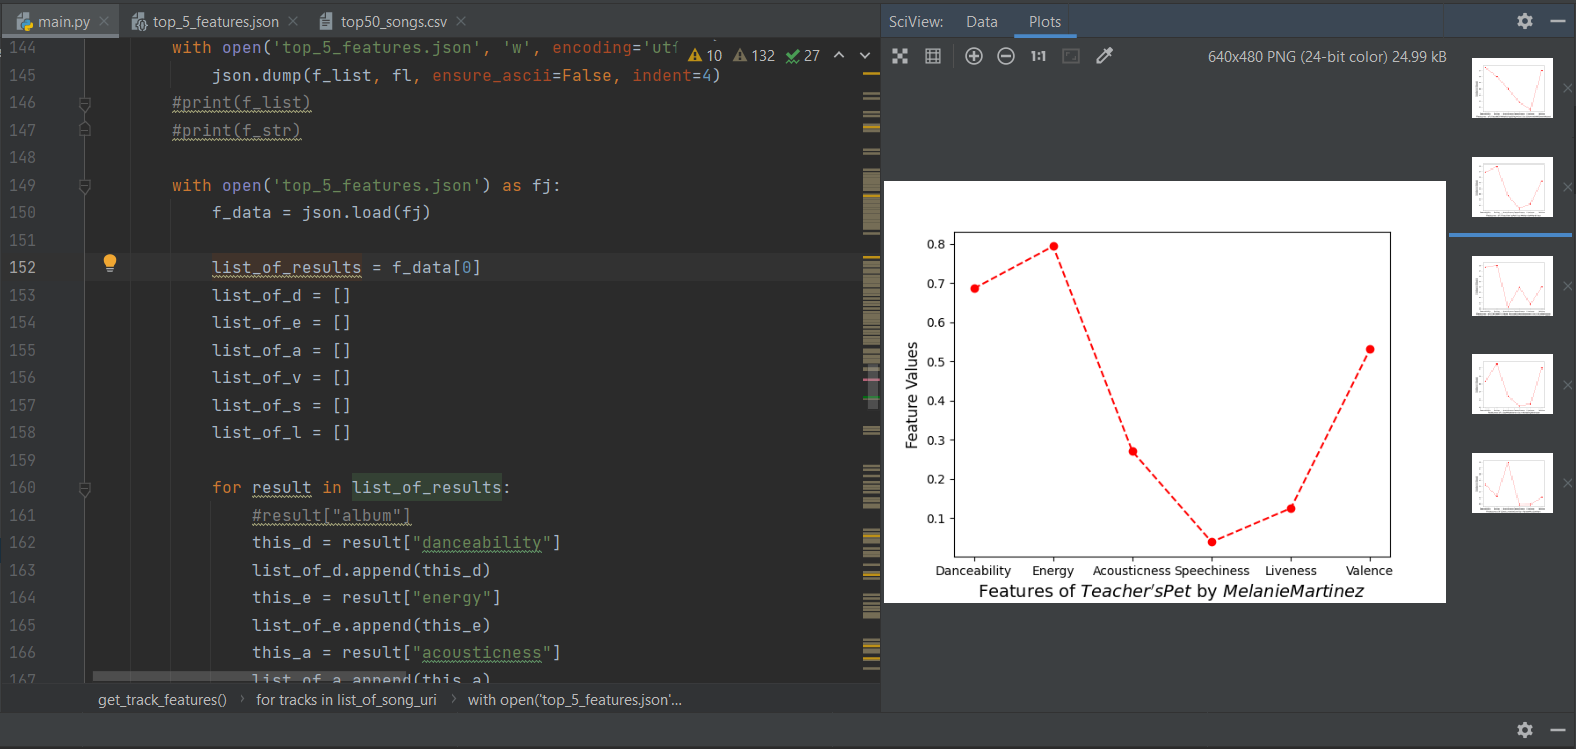 main.py
top_5_features.json
top50_songs.csv
SciView:
Data
Plots
10
132
27
640x480 PNG (24-bit color) 24.99 kB
144 with open('top_5_features.json', 'w', encoding='utf
145 json.dump(f_list, fl, ensure_ascii=False, indent=4)
146 #print(f_list)
147 #print(f_str)
148
149 with open('top_5_features.json') as fj:
150 f_data = json.load(fj)
151
152 list_of_results = f_data[0]
153 list_of_d = []
154 list_of_e = []
155 list_of_a = []
156 list_of_v = []
157 list_of_s = []
158 list_of_l = []
159
160 for result in list_of_results:
161 #result["album"]
162 this_d = result["danceability"]
163 list_of_d.append(this_d)
164 this_e = result["energy"]
165 list_of_e.append(this_e)
166 this_a = result["acousticness"]
167 list_of_a.append(this_a)
get_track_features()
for tracks in list_of_song_uri
with open('top_5_features.json'...
1:1
Feature Values
0.8
0.7
0.6
0.5
0.4
0.3
0.2
0.1
Danceability Energy Acousticness Speechiness Liveness Valence
Features of Teacher'sPet by MelanieMartinez